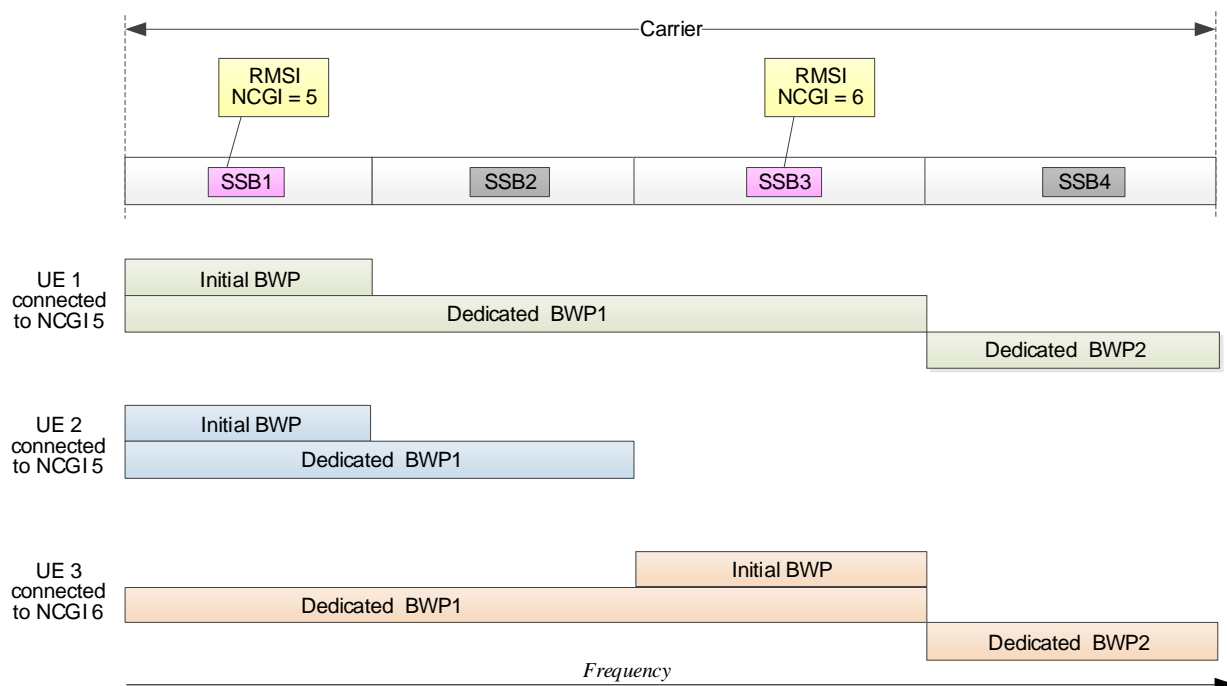 Carrier
RMSI
NCGI = 5
RMSI
NCGI = 6
SSB1
SSB2
SSB3
SSB4
UE 1
connected
to NCGI 5
Initial BWP
Dedicated BWP1
Dedicated BWP2
UE 2
connected
to NCGI 5
Initial BWP
Dedicated BWP1
UE 3
connected
to NCGI 6
Initial BWP
Dedicated BWP1
Dedicated BWP2
Frequency